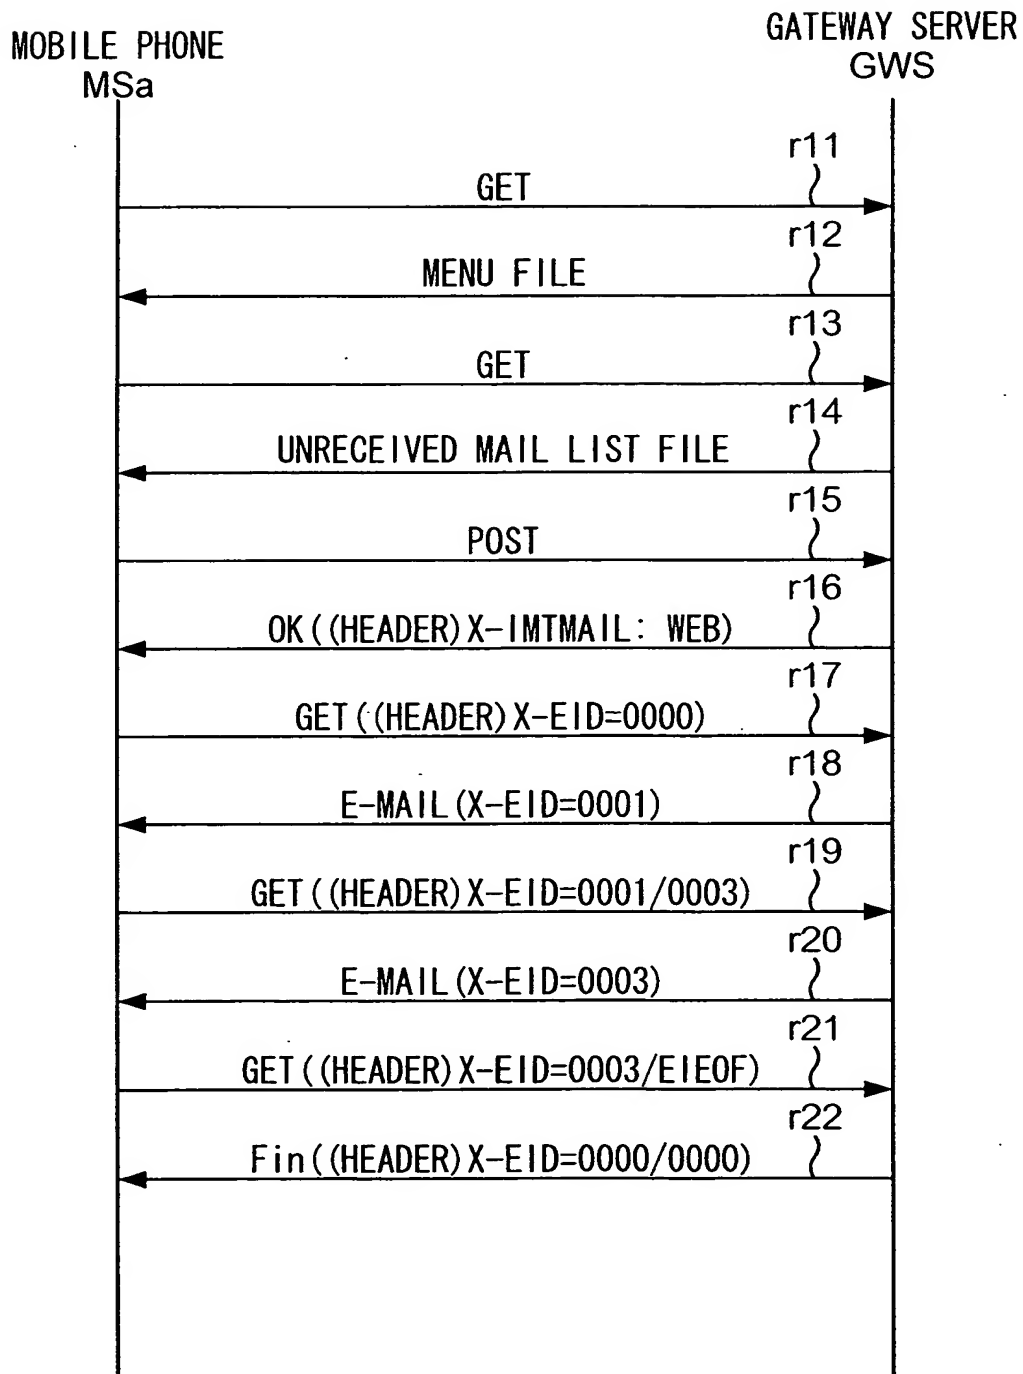 MOBILE PHONE
MSa
GATEWAY SERVER
GWS
r11
GET
r12
MENU FILE
r13
GET
r14
UNRECEIVED MAIL LIST FILE
r15
POST
r16
OK((HEADER)X-IMTMAIL: WEB)
r17
GET((HEADER)X-EID=0000)
r18
E-MAIL(X-EID=0001)
r19
GET((HEADER)X-EID=0001/0003)
r20
E-MAIL(X-EID=0003)
r21
GET((HEADER)X-EID=0003/EIEOF)
r22
Fin((HEADER)X-EID=0000/0000)